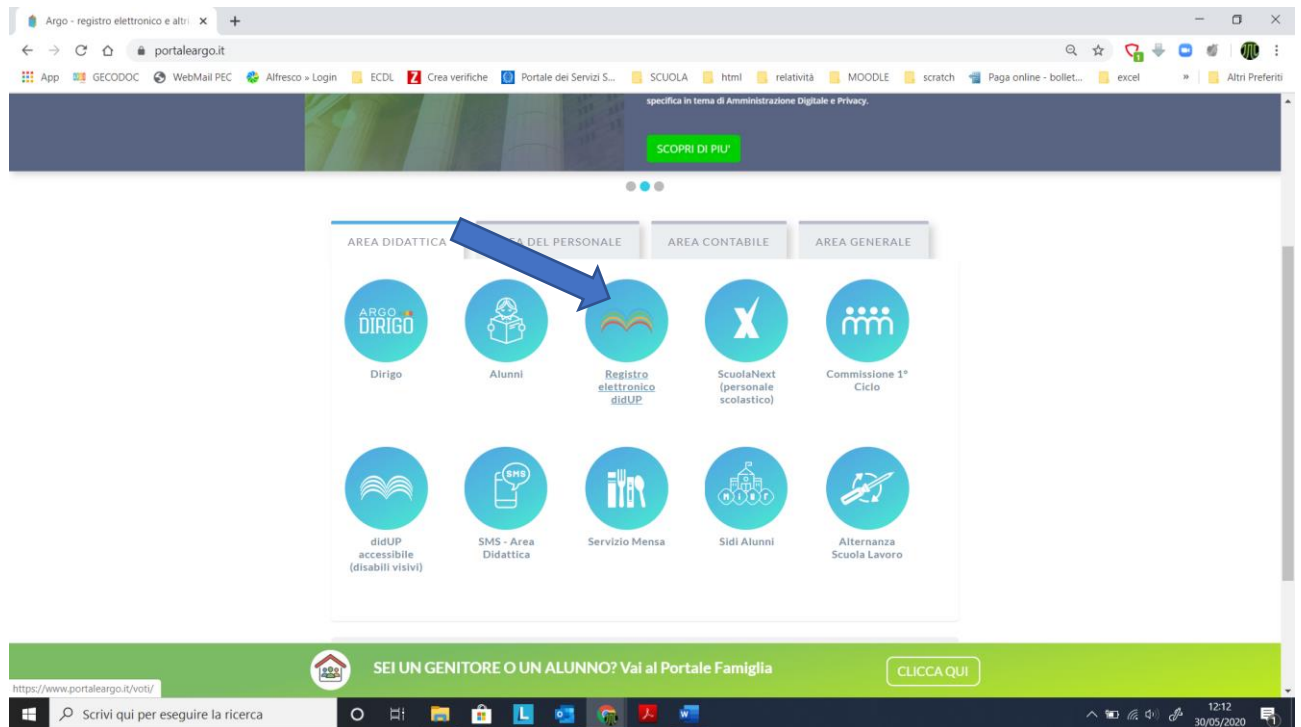 Argo - registro elettronico e altri
portaleargo.it
App GECODOC WebMail PEC Alfresco » Login ECDL Z Crea verifiche Portale dei Servizi S... SCUOLA html relatività MOODLE scratch Paga online - bollet... excel » Altri Preferiti
specifica in tema di Amministrazione Digitale e Privacy.
SCOPRI DI PIU'
AREA DIDATTICA DEL PERSONALE AREA CONTABILE AREA GENERALE
ARGO
DIRIGO
Dirigo
Alunni
Registro
elettronico
didUP
ScuolaNext
(personale
scolastico)
Commissione 1°
Ciclo
SMS
MIUR
didUP
accessibile
(disabili visivi)
SMS - Area
Didattica
Servizio Mensa
Sidi Alunni
Alternanza
Scuola Lavoro
SEI UN GENITORE O UN ALUNNO? Vai al Portale Famiglia
CLICCA QUI
https://www.portaleargo.it/voti/
Scrivi qui per eseguire la ricerca
12:12
30/05/2020